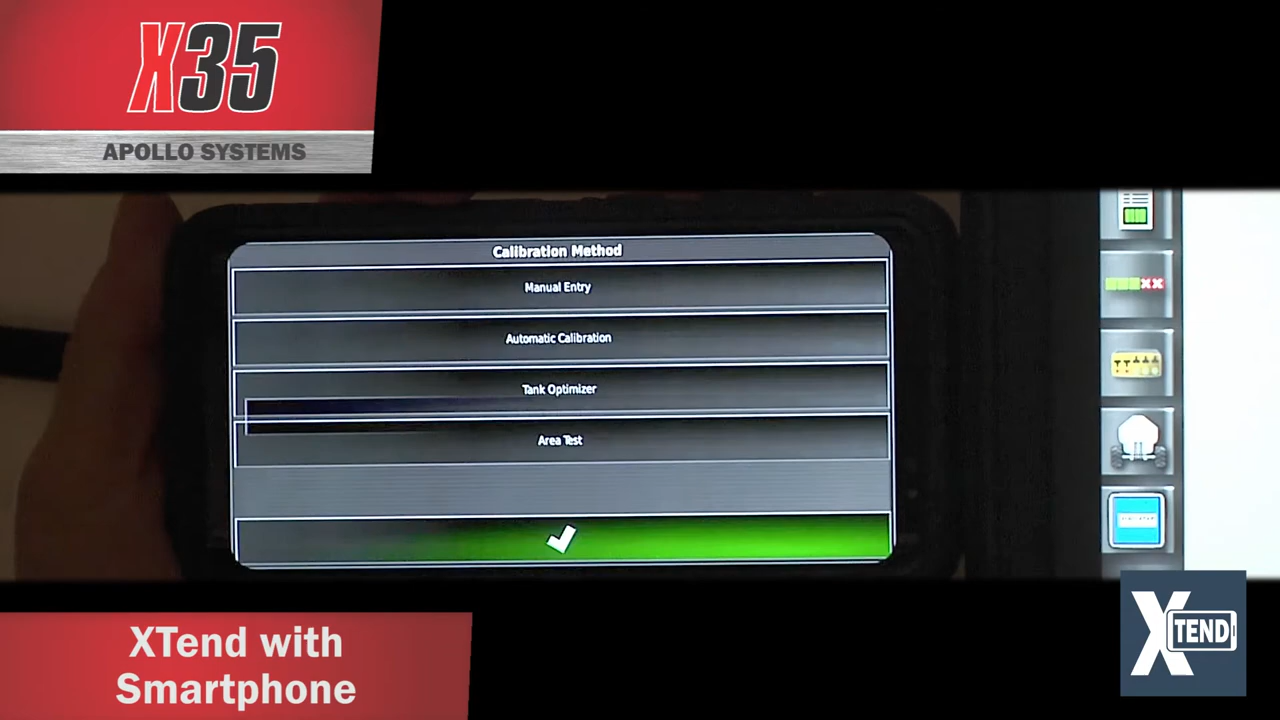 X35
APOLLO SYSTEMS
Calibration Method
Manual Entry
Automatic Calibration
Tank Optimizer
Area Test
XTend with
Smartphone
XTEND